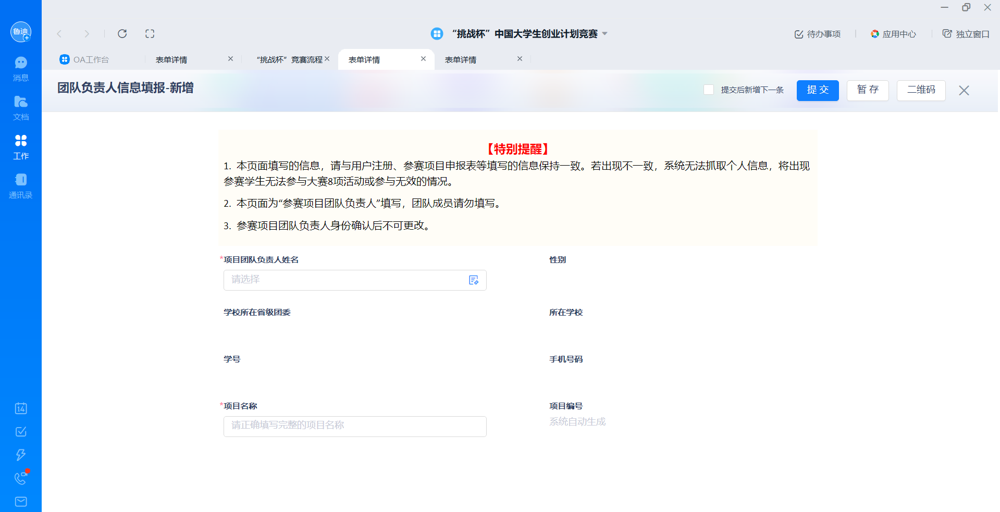 鲁迪
消息
文档
工作
通讯录
14
“挑战杯”中国大学生创业计划竞赛
待办事项
应用中心
独立窗口
OA工作台
表单详情
“挑战杯”竞赛流程
表单详情
表单详情
团队负责人信息填报-新增
提交后新增下一条
提 交
暂 存
二维码
【特别提醒】
1. 本页面填写的信息，请与用户注册、参赛项目申报表等填写的信息保持一致。若出现不一致，系统无法抓取个人信息，将出现
参赛学生无法参与大赛8项活动或参与无效的情况。
2. 本页面为“参赛项目团队负责人”填写，团队成员请勿填写。
3. 参赛项目团队负责人身份确认后不可更改。
*项目团队负责人姓名
性别
请选择
学校所在省级团委
所在学校
学号
手机号码
*项目名称
项目编号
请正确填写完整的项目名称
系统自动生成